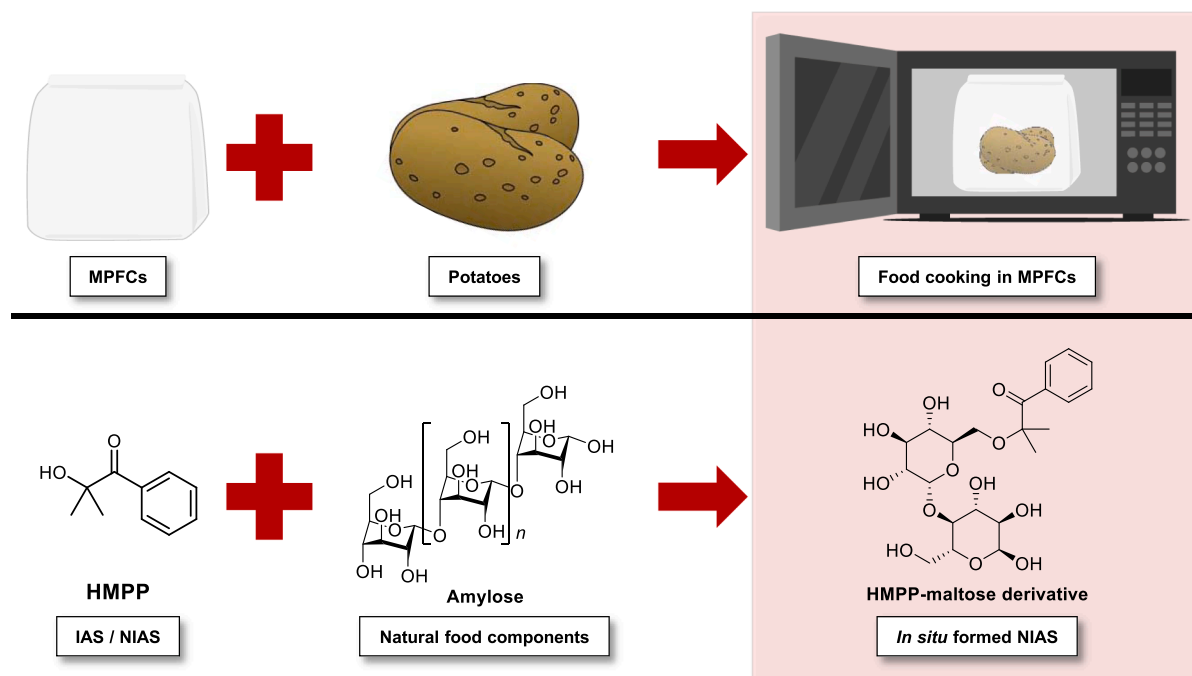 MPFCs
Potatoes
Food cooking in MPFCs
O
HO
HMPP
IAS / NIAS
OH
OH
OH
OH
O
OH
OH
O
OH
O
OH
OH
O
OH
O
OH
OH
n
Amylose
Natural food components
O
OH
OH
HO
O
HO
O
OH
O
OH
HO
O
OH
HMPP-maltose derivative
In situ formed NIAS